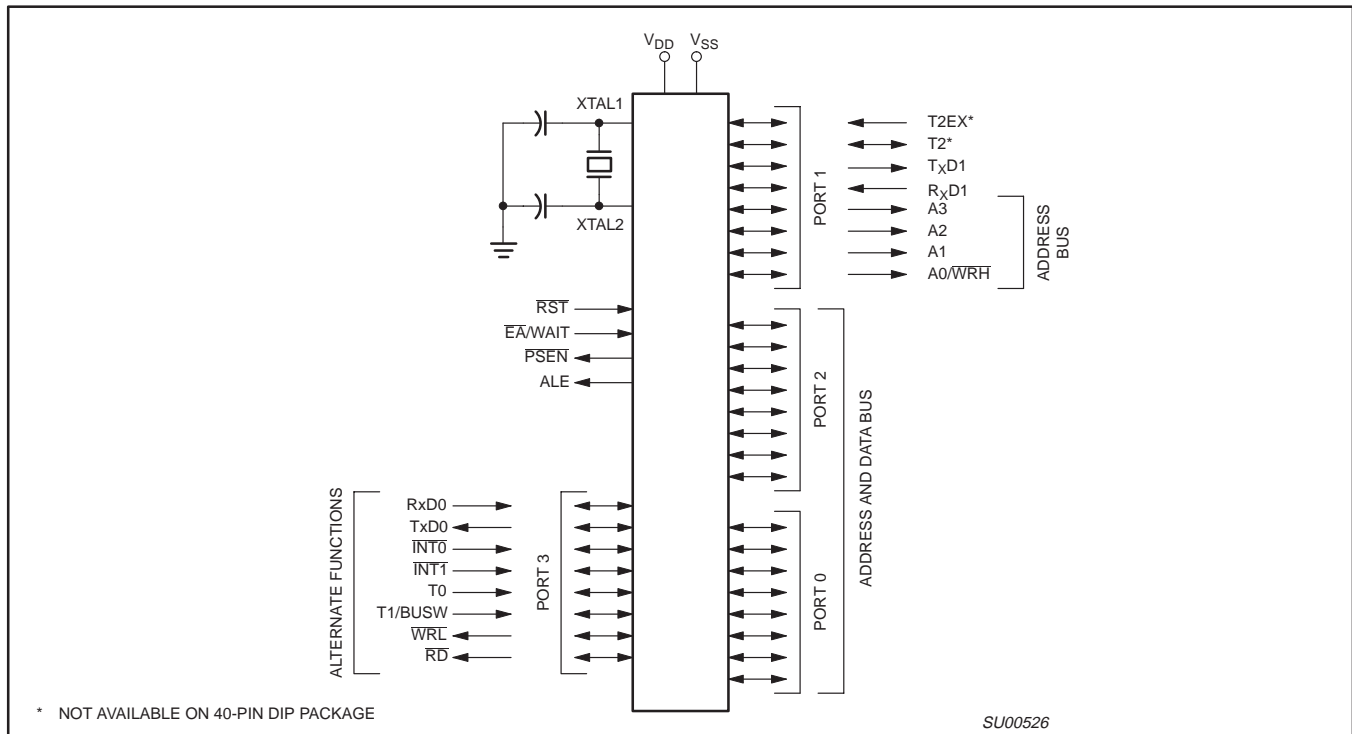 VDD VSS
XTAL1
XTAL2
RST
EA/WAIT
PSEN
ALE
PORT 1
T2EX*
T2*
TXD1
RXD1
A3
A2
A1
A0/WRH
ADDRESS
BUS
PORT 2
ADDRESS AND DATA BUS
PORT 0
ALTERNATE FUNCTIONS
RxD0
TxD0
INT0
INT1
T0
T1/BUSW
WRL
RD
PORT 3
* NOT AVAILABLE ON 40-PIN DIP PACKAGE
SU00526